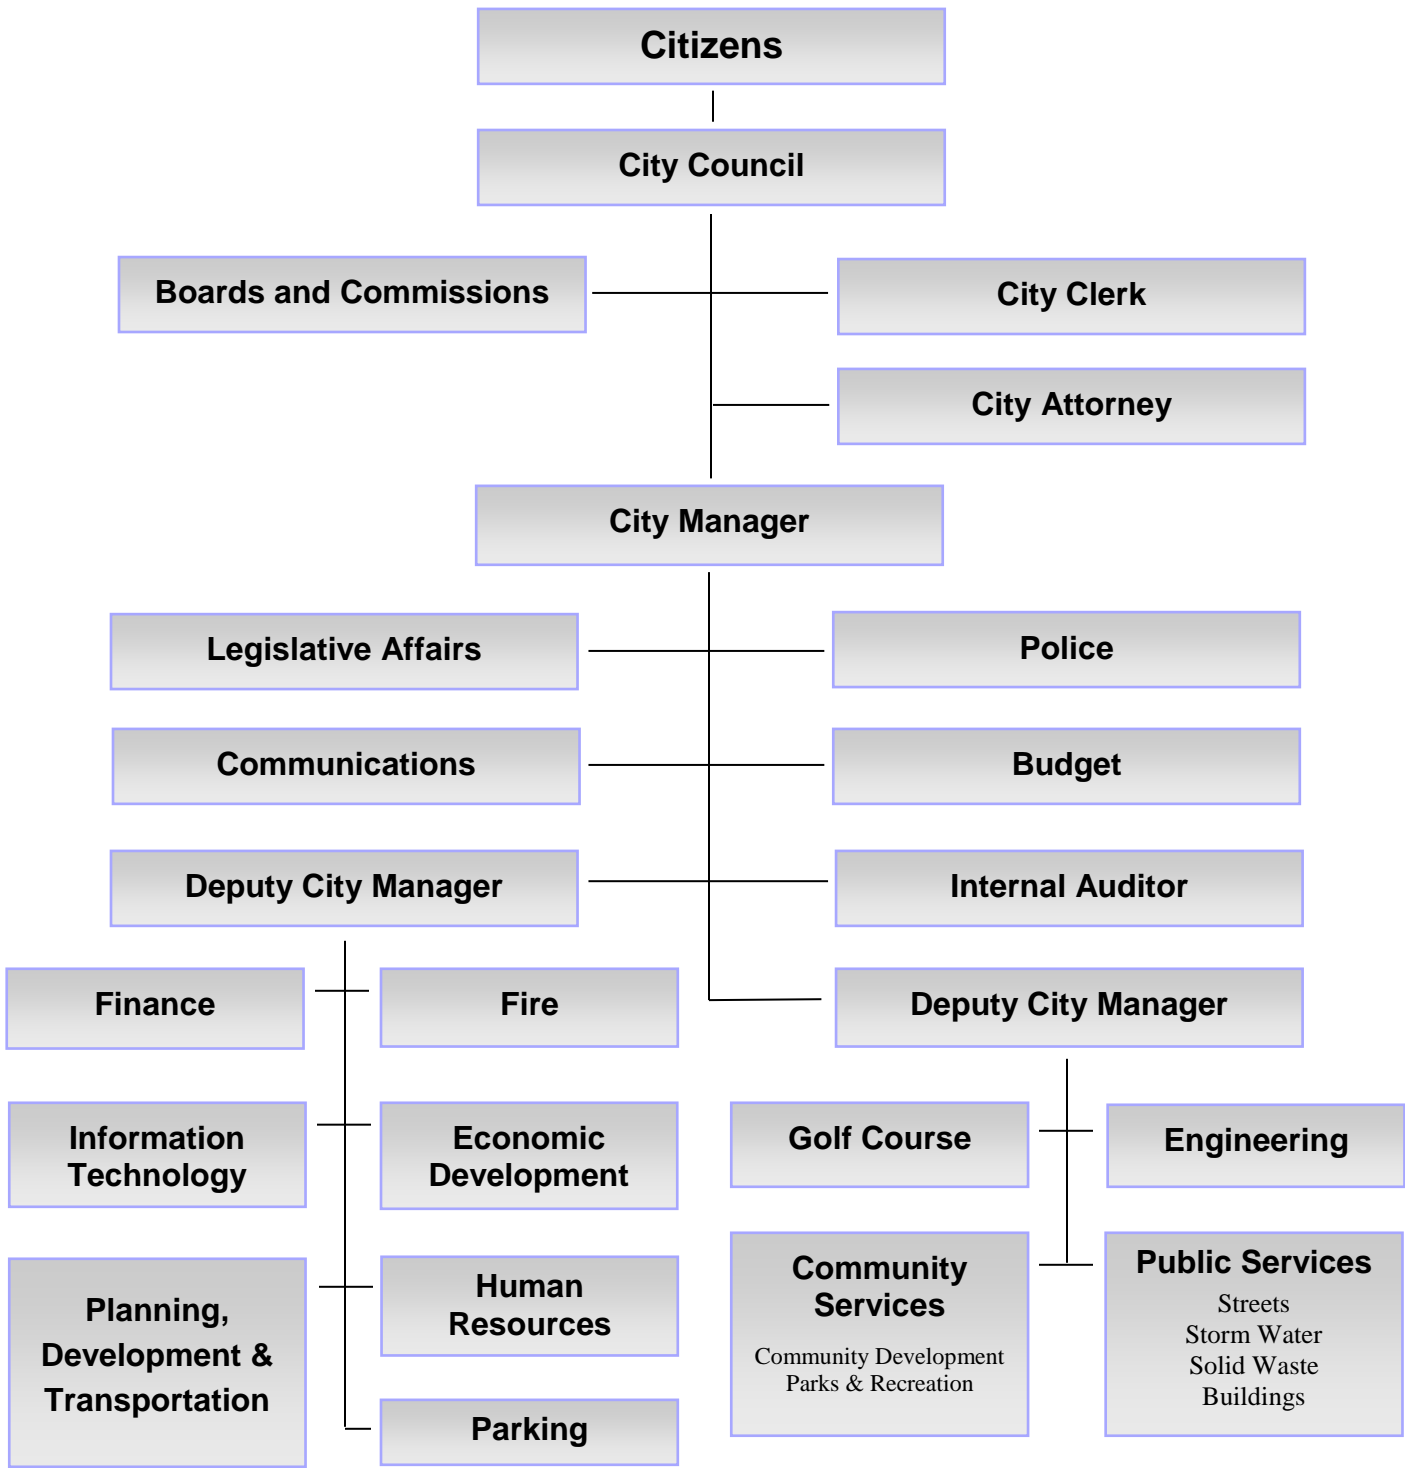 Citizens
City Council
Boards and Commissions
City Clerk
City Attorney
City Manager
Legislative Affairs
Police
Communications
Budget
Deputy City Manager
Internal Auditor
Finance
Fire
Deputy City Manager
Information
Technology
Economic
Development
Golf Course
Engineering
Planning,
Development &
Transportation
Human
Resources
Parking
Community
Services
Community Development
Parks & Recreation
Public Services
Streets
Storm Water
Solid Waste
Buildings